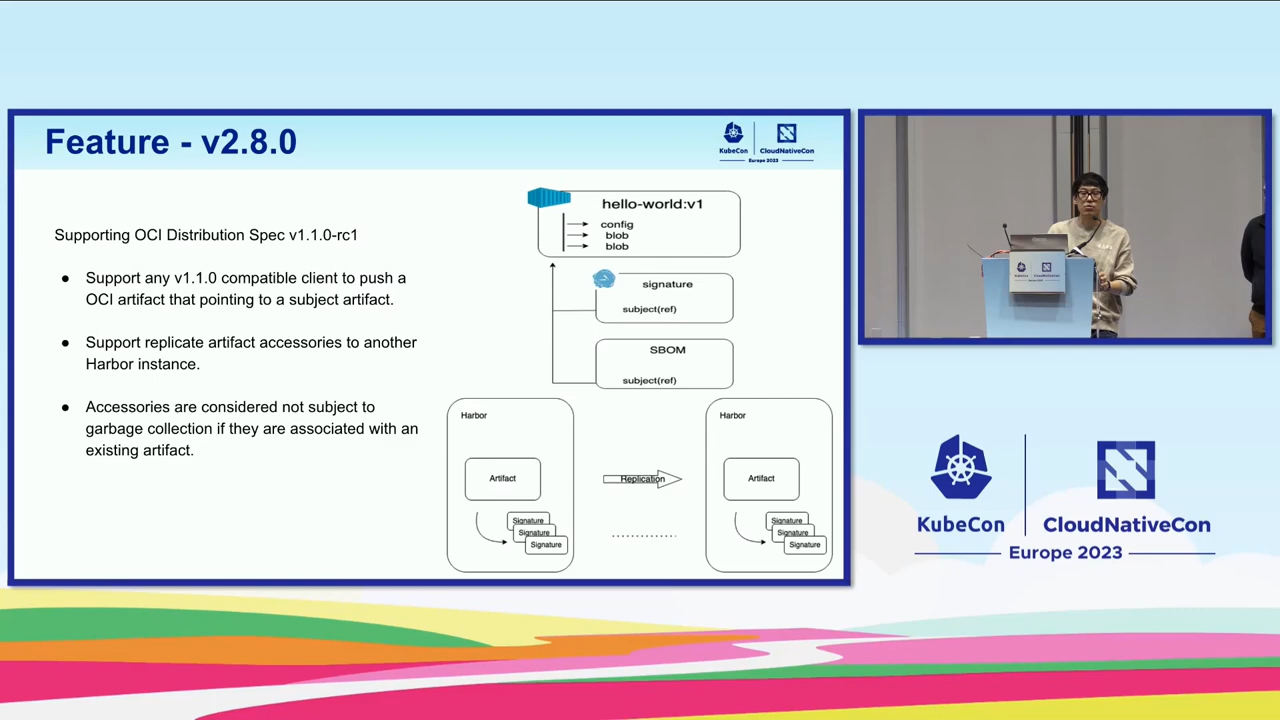 Feature - v2.8.0
KubeCon
CloudNativeCon
Europe 2023
Supporting OCI Distribution Spec v1.1.0-rc1
● Support any v1.1.0 compatible client to push a
OCI artifact that pointing to a subject artifact.
● Support replicate artifact accessories to another
Harbor instance.
● Accessories are considered not subject to
garbage collection if they are associated with an
existing artifact.
hello-world:v1
config
blob
blob
signature
subject(ref)
SBOM
subject(ref)
Harbor
Artifact
Signature
Signature
Signature
Replication
Harbor
Artifact
Signature
Signature
Signature
KubeCon
CloudNativeCon
Europe 2023